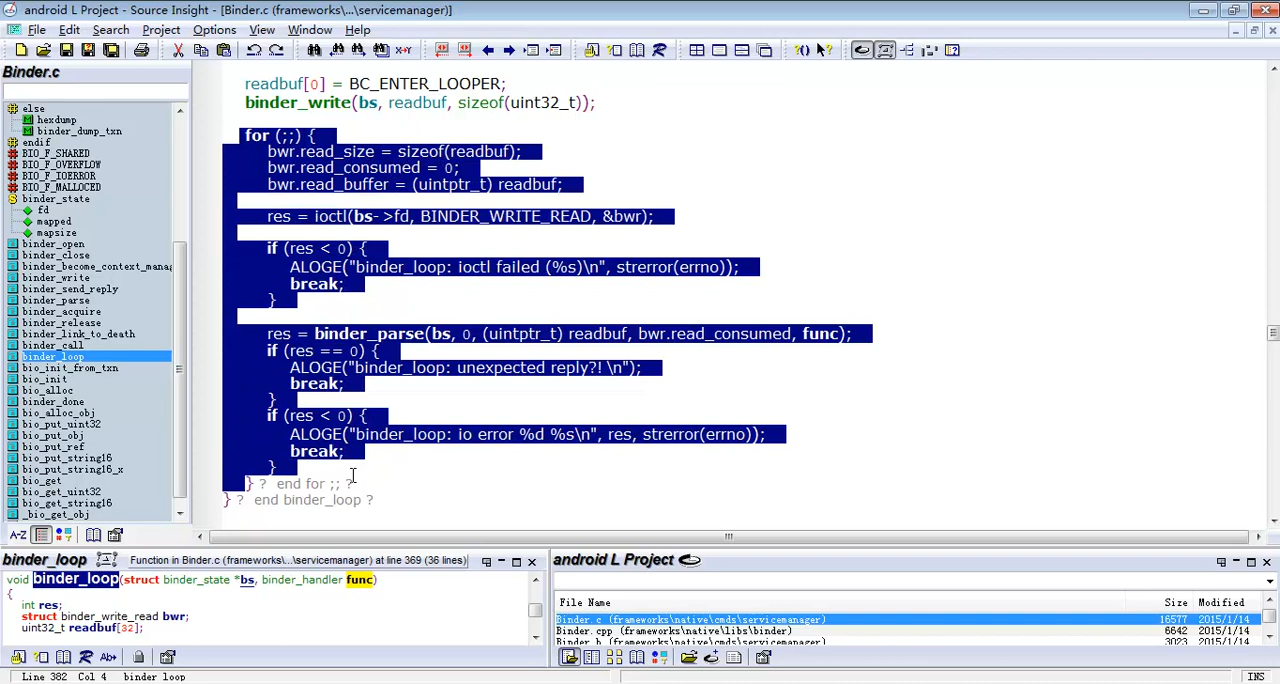 android L Project - Source Insight - [Binder.c (frameworks\...\servicemanager)]
File Edit Search Project Options View Window Help
Binder.c
else
hexdump
binder_dump_txn
endif
BIO_F_SHARED
BIO_F_OVERFLOW
BIO_F_IOERROR
BIO_F_MALLOCED
binder_state
fd
mapped
mapsize
binder_open
binder_close
binder_become_context_manag
binder_write
binder_send_reply
binder_parse
binder_acquire
binder_release
binder_link_to_death
binder_call
binder_loop
bio_init_from_txn
bio_init
bio_alloc
binder_done
bio_alloc_obj
bio_put_uint32
bio_put_obj
bio_put_ref
bio_put_string16
bio_put_string16_x
bio_get
bio_get_uint32
bio_get_string16
_bio_get_obj
A-Z
readbuf[0] = BC_ENTER_LOOPER;
binder_write(bs, readbuf, sizeof(uint32_t));
for (;;) {
bwr.read_size = sizeof(readbuf);
bwr.read_consumed = 0;
bwr.read_buffer = (uintptr_t) readbuf;
res = ioctl(bs->fd, BINDER_WRITE_READ, &bwr);
if (res < 0) {
ALOGE("binder_loop: ioctl failed (%s)\n", strerror(errno));
break;
}
res = binder_parse(bs, 0, (uintptr_t) readbuf, bwr.read_consumed, func);
if (res == 0) {
ALOGE("binder_loop: unexpected reply?! \n");
break;
}
if (res < 0) {
ALOGE("binder_loop: io error %d %s\n", res, strerror(errno));
break;
}
} ? end for ;; ?
} ? end binder_loop ?
binder_loop Function in Binder.c (frameworks\...\servicemanager) at line 369 (36 lines)
void binder_loop(struct binder_state *bs, binder_handler func)
{
int res;
struct binder_write_read bwr;
uint32_t readbuf[32];
android L Project
File Name Size Modified
Binder.c (frameworks\native\cmds\servicemanager) 16577 2015/1/14
Binder.cpp (frameworks\native\libs\binder) 6642 2015/1/14
Binder.h (frameworks\native\cmds\servicemanager) 3023 2015/1/14
Line 382 Col 4 binder_loop INS